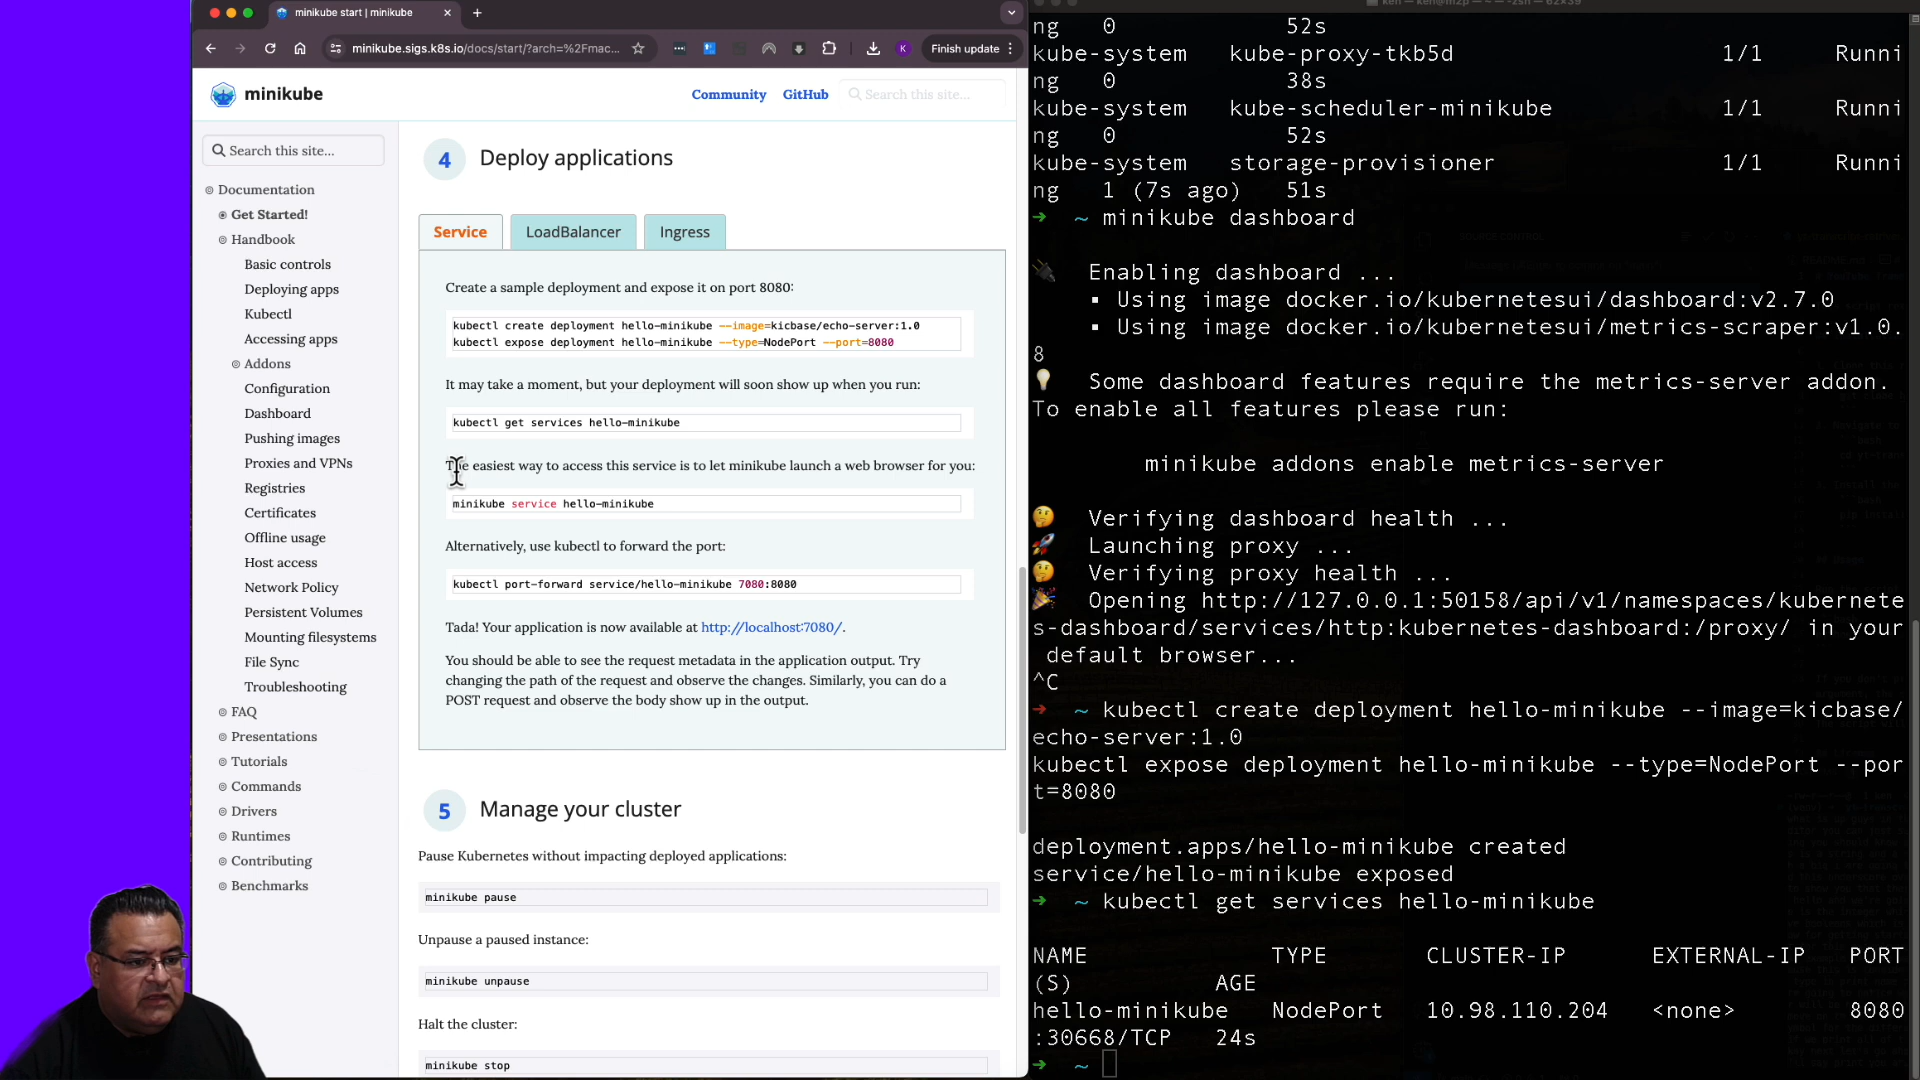 minikube start | minikube
minikube.sigs.k8s.io/docs/start/?arch=%2Fmac...
K
Finish update
minikube
Community
GitHub
Search this site...
Search this site...
Documentation
Get Started!
Handbook
Basic controls
Deploying apps
Kubectl
Accessing apps
Addons
Configuration
Dashboard
Pushing images
Proxies and VPNs
Registries
Certificates
Offline usage
Host access
Network Policy
Persistent Volumes
Mounting filesystems
File Sync
Troubleshooting
FAQ
Presentations
Tutorials
Commands
Drivers
Runtimes
Contributing
Benchmarks
4 Deploy applications
Service
LoadBalancer
Ingress
Create a sample deployment and expose it on port 8080:
kubectl create deployment hello-minikube --image=kicbase/echo-server:1.0
kubectl expose deployment hello-minikube --type=NodePort --port=8080
It may take a moment, but your deployment will soon show up when you run:
kubectl get services hello-minikube
The easiest way to access this service is to let minikube launch a web browser for you:
minikube service hello-minikube
Alternatively, use kubectl to forward the port:
kubectl port-forward service/hello-minikube 7080:8080
Tada! Your application is now available at http://localhost:7080/.
You should be able to see the request metadata in the application output. Try
changing the path of the request and observe the changes. Similarly, you can do a
POST request and observe the body show up in the output.
5 Manage your cluster
Pause Kubernetes without impacting deployed applications:
minikube pause
Unpause a paused instance:
minikube unpause
Halt the cluster:
minikube stop
ng 0 52s
kube-system kube-proxy-tkb5d 1/1 Runni
ng 0 38s
kube-system kube-scheduler-minikube 1/1 Runni
ng 0 52s
kube-system storage-provisioner 1/1 Runni
ng 1 (7s ago) 51s
➜ ~ minikube dashboard
🔌 Enabling dashboard ...
▪ Using image docker.io/kubernetesui/dashboard:v2.7.0
▪ Using image docker.io/kubernetesui/metrics-scraper:v1.0.
8
💡 Some dashboard features require the metrics-server addon.
To enable all features please run:
minikube addons enable metrics-server
🤔 Verifying dashboard health ...
🚀 Launching proxy ...
🤔 Verifying proxy health ...
🎉 Opening http://127.0.0.1:50158/api/v1/namespaces/kubernete
s-dashboard/services/http:kubernetes-dashboard:/proxy/ in your
default browser...
^C
➜ ~ kubectl create deployment hello-minikube --image=kicbase/
echo-server:1.0
kubectl expose deployment hello-minikube --type=NodePort --por
t=8080
deployment.apps/hello-minikube created
service/hello-minikube exposed
➜ ~ kubectl get services hello-minikube
NAME TYPE CLUSTER-IP EXTERNAL-IP PORT
(S) AGE
hello-minikube NodePort 10.98.110.204 <none> 8080
:30668/TCP 24s
➜ ~